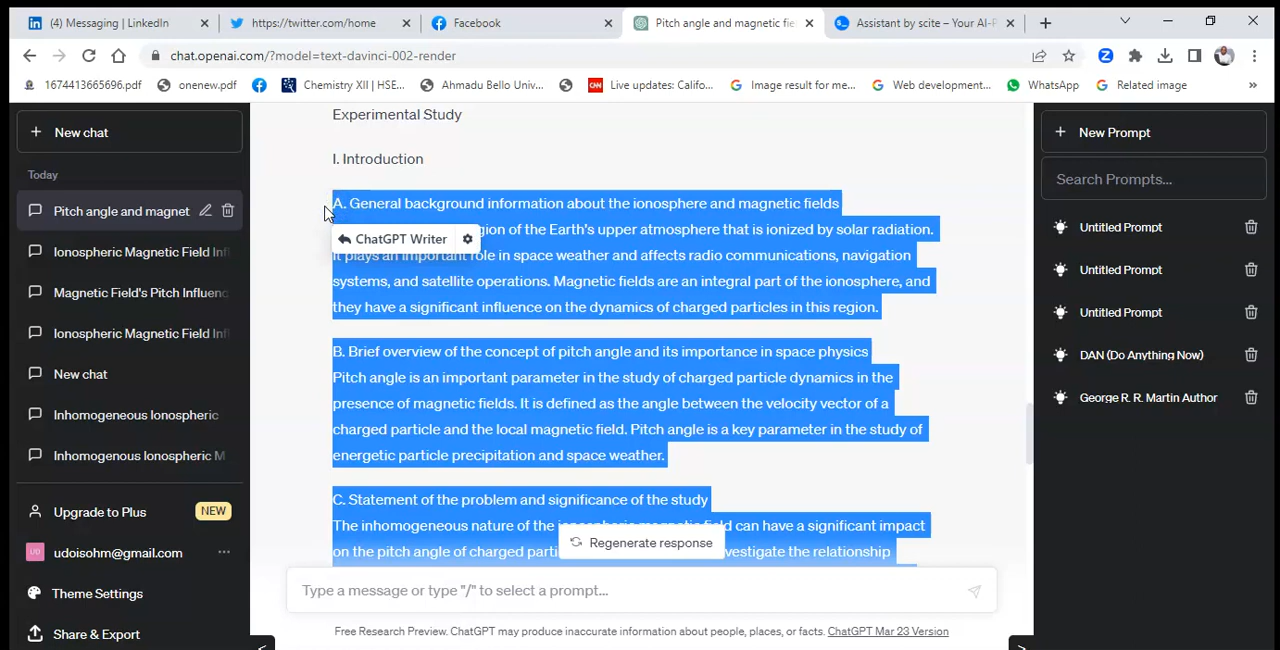 (4) Messaging | LinkedIn
https://twitter.com/home
Facebook
Pitch angle and magnetic fie
Assistant by scite – Your AI-P
chat.openai.com/?model=text-davinci-002-render
1674413665696.pdf
onenew.pdf
Chemistry XII | HSE...
Ahmadu Bello Univ...
CNN
Live updates: Califo...
Image result for me...
Web development...
WhatsApp
Related image
»
New chat
Today
Pitch angle and magnet
Ionospheric Magnetic Field Inf
Magnetic Field's Pitch Influenc
Ionospheric Magnetic Field Inf
New chat
Inhomogeneous Ionospheric
Inhomogenous Ionospheric M
Upgrade to Plus
NEW
UD
udoisohm@gmail.com
...
Theme Settings
Share & Export
Experimental Study
I. Introduction
A. General background information about the ionosphere and magnetic fields
gion of the Earth's upper atmosphere that is ionized by solar radiation.
ChatGPT Writer
It plays an important role in space weather and affects radio communications, navigation
systems, and satellite operations. Magnetic fields are an integral part of the ionosphere, and
they have a significant influence on the dynamics of charged particles in this region.
B. Brief overview of the concept of pitch angle and its importance in space physics
Pitch angle is an important parameter in the study of charged particle dynamics in the
presence of magnetic fields. It is defined as the angle between the velocity vector of a
charged particle and the local magnetic field. Pitch angle is a key parameter in the study of
energetic particle precipitation and space weather.
C. Statement of the problem and significance of the study
The inhomogeneous nature of the ionospheric magnetic field can have a significant impact
on the pitch angle of charged parti
vestigate the relationship
Regenerate response
Type a message or type "/" to select a prompt...
Free Research Preview. ChatGPT may produce inaccurate information about people, places, or facts. ChatGPT Mar 23 Version
<
>
New Prompt
Search Prompts...
Untitled Prompt
Untitled Prompt
Untitled Prompt
DAN (Do Anything Now)
George R. R. Martin Author